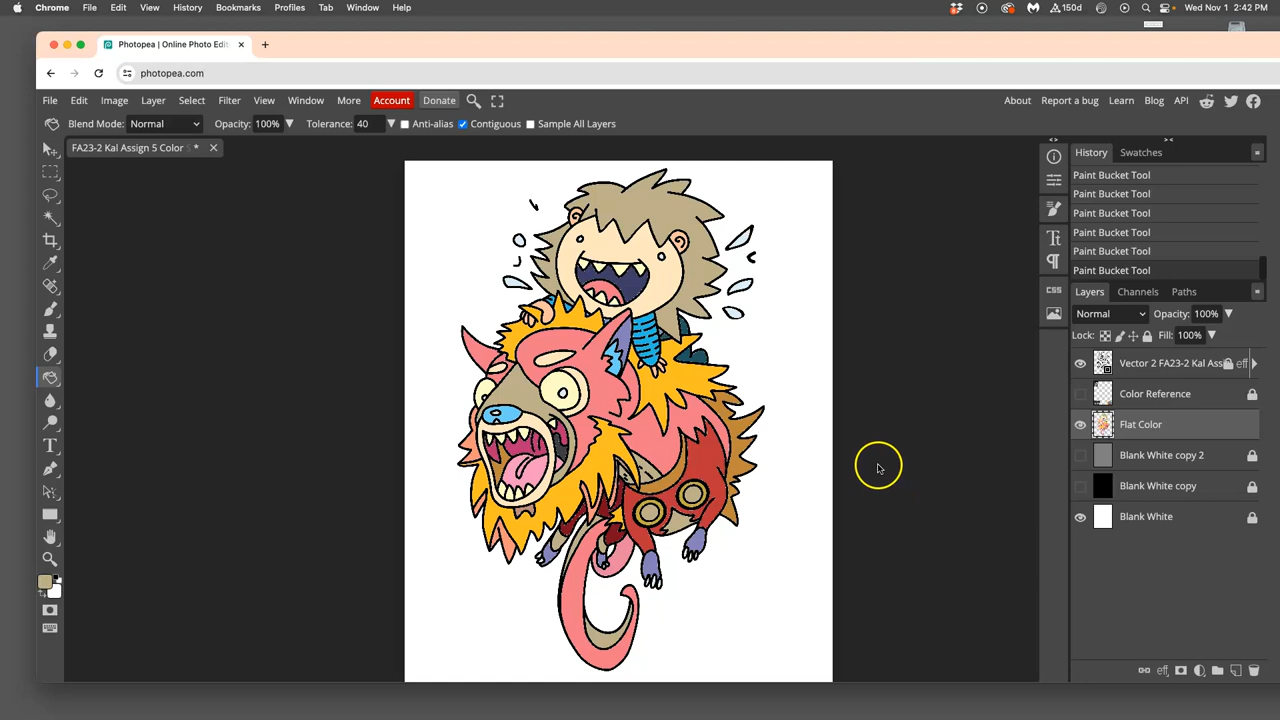 Chrome File Edit View History Bookmarks Profiles Tab Window Help 150d Wed Nov 1 2:42 PM
Photopea | Online Photo Edi
photopea.com
File Edit Image Layer Select Filter View Window More Account Donate About Report a bug Learn Blog API
Blend Mode: Normal Opacity: 100% Tolerance: 40 Anti-alias Contiguous Sample All Layers
FA23-2 Kal Assign 5 Color *
History Swatches
Paint Bucket Tool
Paint Bucket Tool
Paint Bucket Tool
Paint Bucket Tool
Paint Bucket Tool
Paint Bucket Tool
CSS
Layers Channels Paths
Normal Opacity: 100%
Lock: Fill: 100%
Vector 2 FA23-2 Kal Ass eff
Color Reference
Flat Color
Blank White copy 2
Blank White copy
Blank White
eff